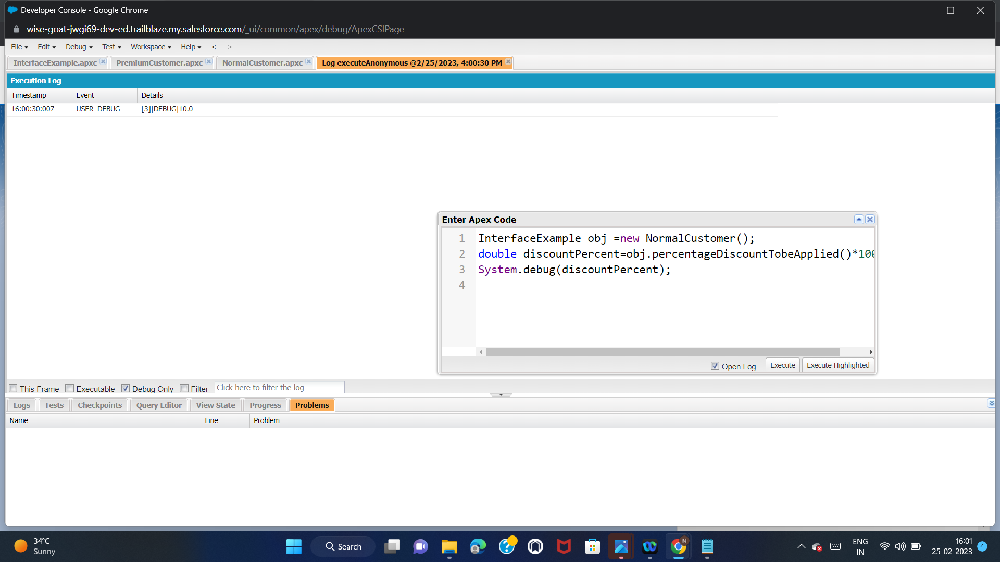 Developer Console - Google Chrome
wise-goat-jwgi69-dev-ed.trailblaze.my.salesforce.com/_ui/common/apex/debug/ApexCSIPage
File Edit Debug Test Workspace Help < >
InterfaceExample.apxc PremiumCustomer.apxc NormalCustomer.apxc Log executeAnonymous @2/25/2023, 4:00:30 PM
Execution Log
Timestamp Event Details
16:00:30:007 USER_DEBUG [3]|DEBUG|10.0
Enter Apex Code
1 InterfaceExample obj =new NormalCustomer();
2 double discountPercent=obj.percentageDiscountTobeApplied()*100
3 System.debug(discountPercent);
4
Open Log Execute Execute Highlighted
This Frame Executable Debug Only Filter Click here to filter the log
Logs Tests Checkpoints Query Editor View State Progress Problems
Name Line Problem
34°C
Sunny
Search
N
ENG
IN
16:01
25-02-2023
4